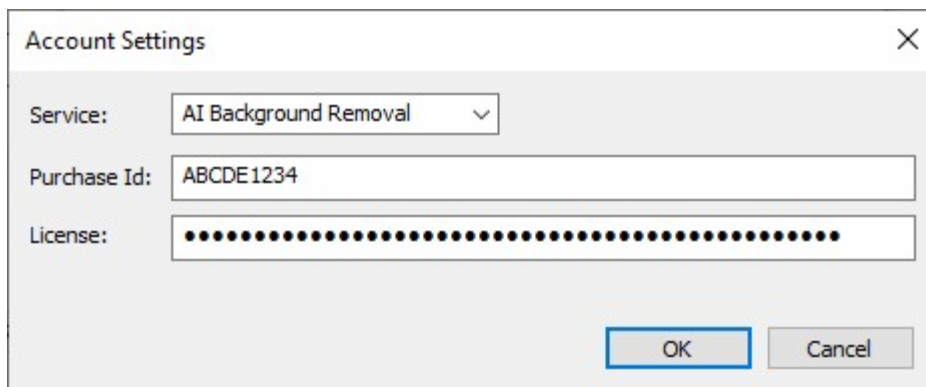 Account Settings
Service: AI Background Removal
Purchase Id: ABCDE1234
License: ●●●●●●●●●●●●●●●●●●●●●●●●●●●●●●●●●●●●●●●●●●●●●●●
OK Cancel